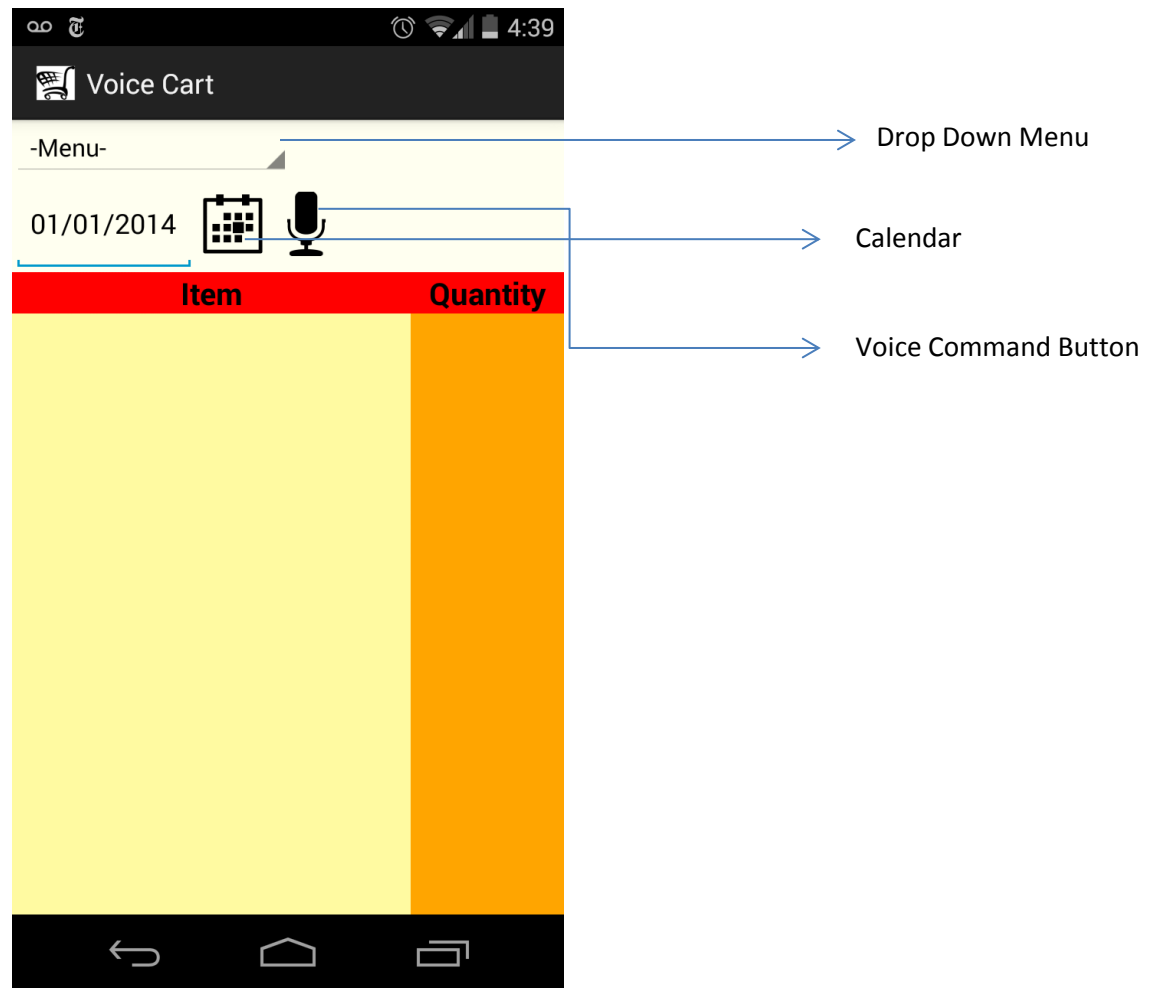 4:39
Voice Cart
-Menu-
Drop Down Menu
01/01/2014
Calendar
Item Quantity
Voice Command Button